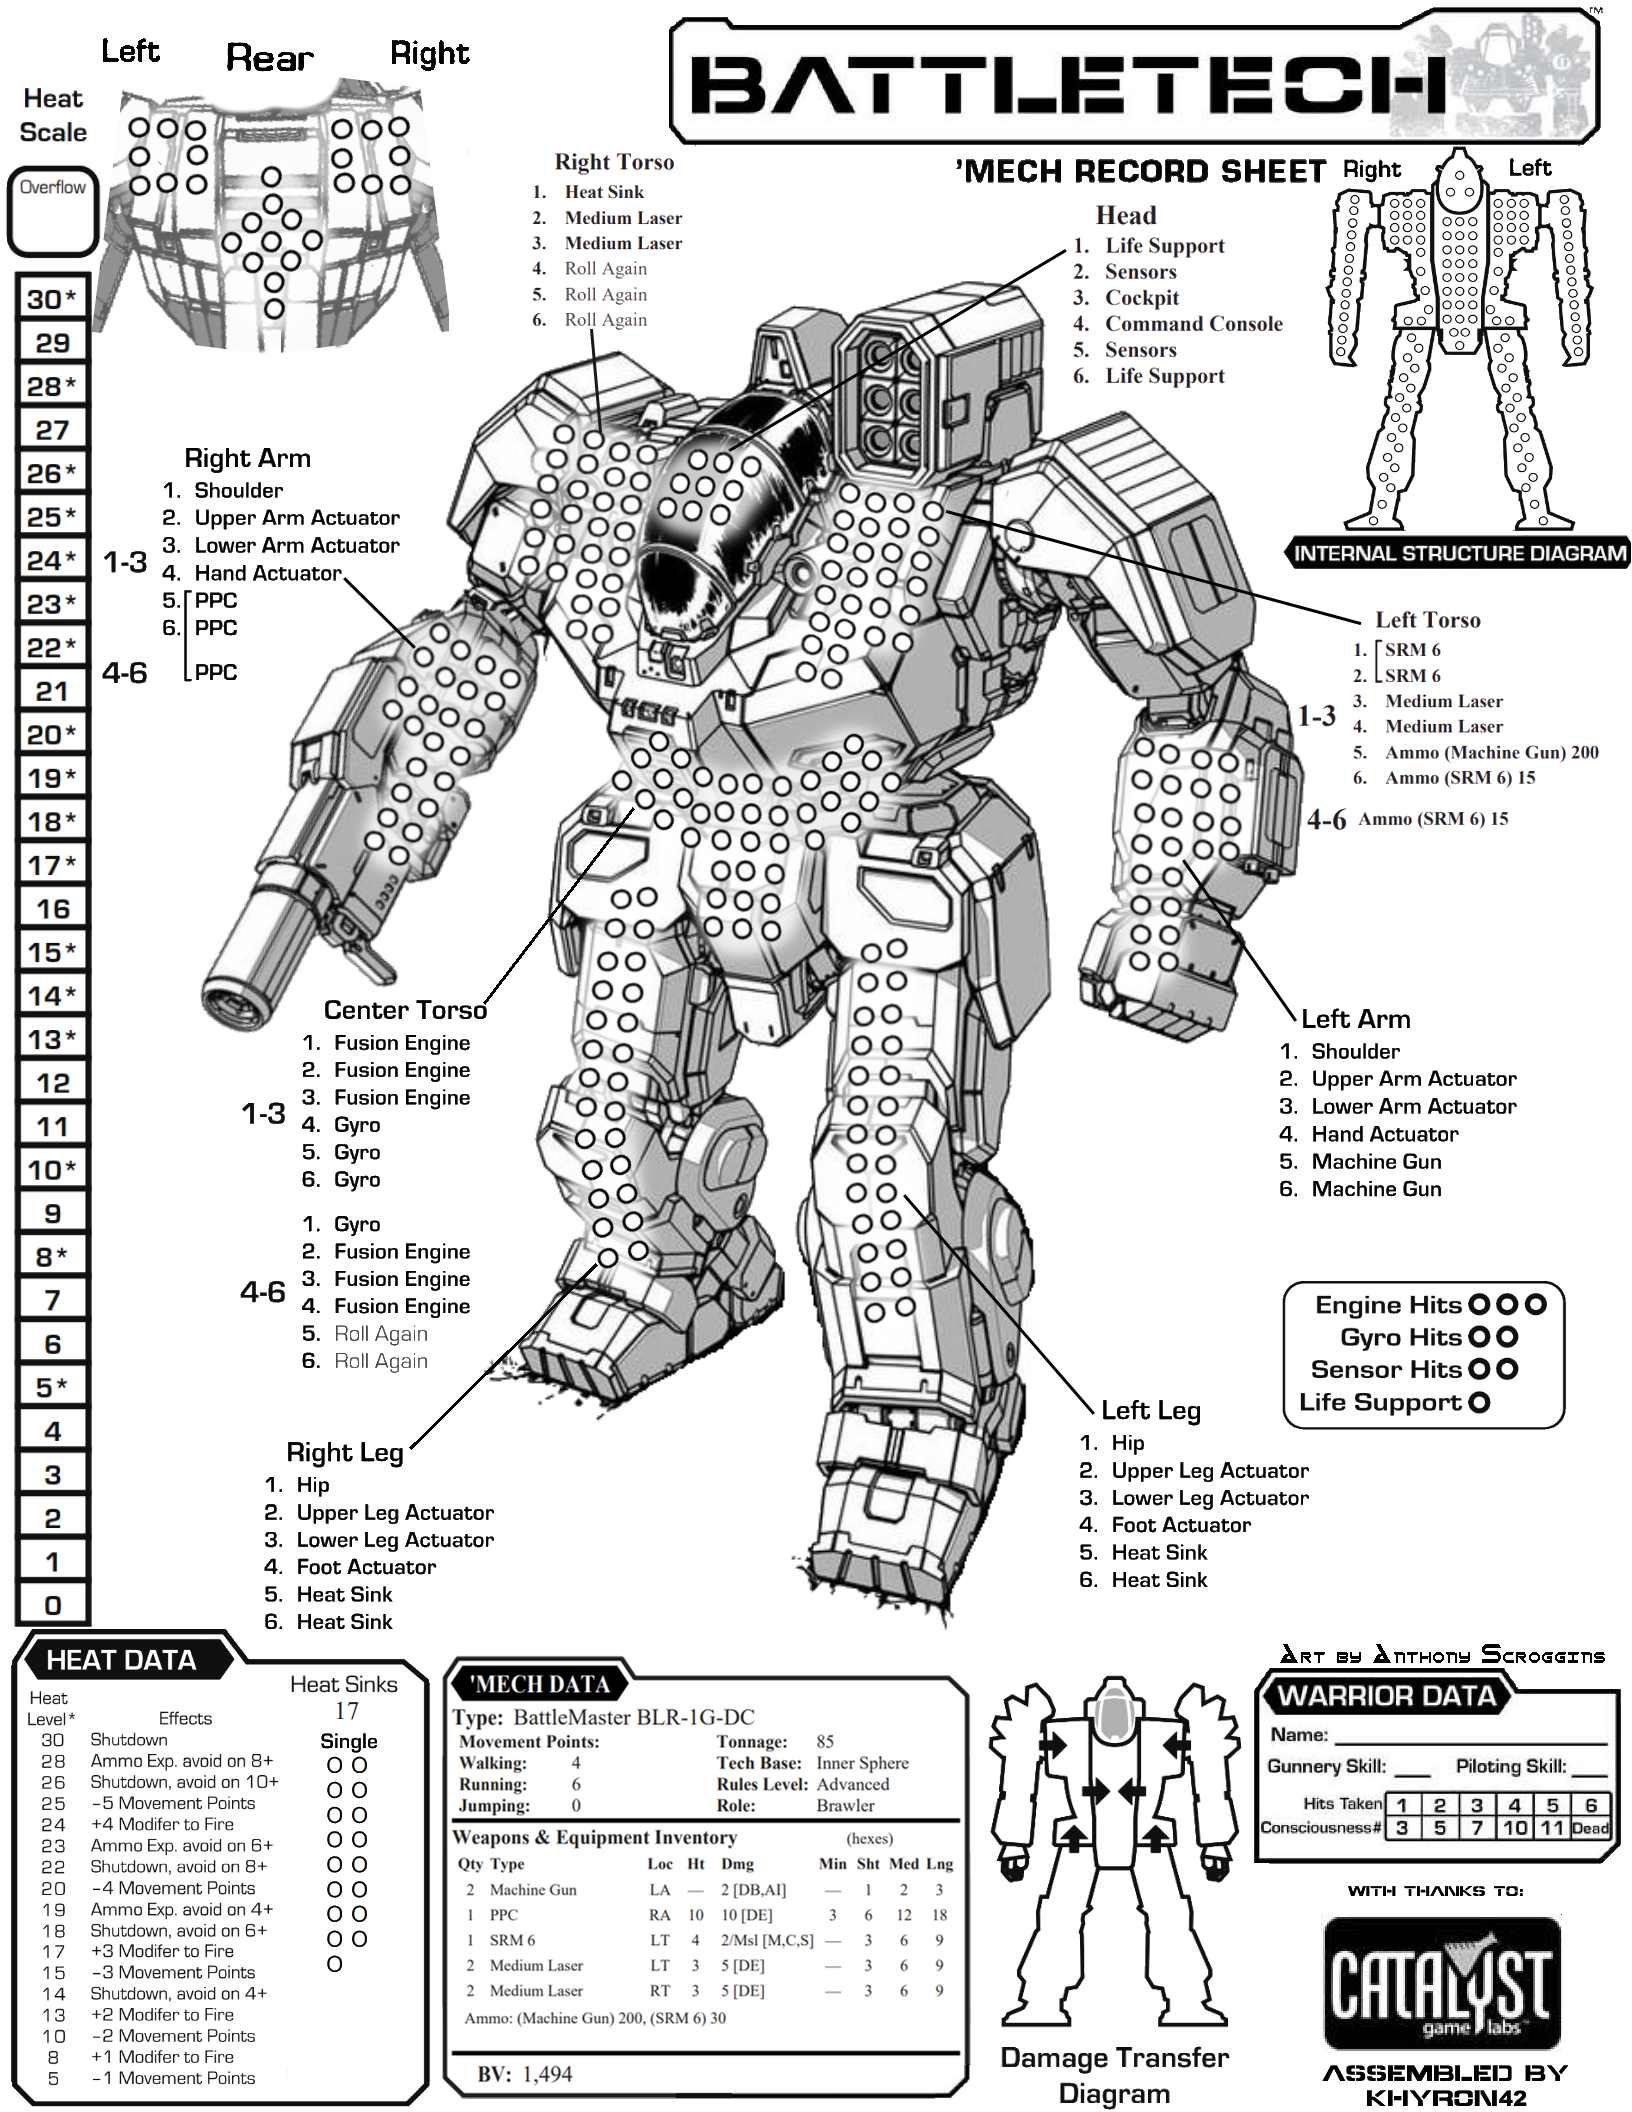 Left Rear Right
BATTLETECH™
'MECH RECORD SHEET
Heat
Scale
Overflow
30*
29
28*
27
26*
25*
24*
23*
22*
21
20*
19*
18*
17*
16
15*
14*
13*
12
11
10*
9
8*
7
6
5*
4
3
2
1
0
Right Torso
1. Heat Sink
2. Medium Laser
3. Medium Laser
4. Roll Again
5. Roll Again
6. Roll Again
Head
1. Life Support
2. Sensors
3. Cockpit
4. Command Console
5. Sensors
6. Life Support
Right Left
INTERNAL STRUCTURE DIAGRAM
Right Arm
1-3
1. Shoulder
2. Upper Arm Actuator
3. Lower Arm Actuator
4. Hand Actuator
5. PPC
6. PPC
4-6 PPC
Left Torso
1-3
1. SRM 6
2. SRM 6
3. Medium Laser
4. Medium Laser
5. Ammo (Machine Gun) 200
6. Ammo (SRM 6) 15
4-6 Ammo (SRM 6) 15
Center Torso
1-3
1. Fusion Engine
2. Fusion Engine
3. Fusion Engine
4. Gyro
5. Gyro
6. Gyro
4-6
1. Gyro
2. Fusion Engine
3. Fusion Engine
4. Fusion Engine
5. Roll Again
6. Roll Again
Left Arm
1. Shoulder
2. Upper Arm Actuator
3. Lower Arm Actuator
4. Hand Actuator
5. Machine Gun
6. Machine Gun
Engine Hits
Gyro Hits
Sensor Hits
Life Support
Right Leg
1. Hip
2. Upper Leg Actuator
3. Lower Leg Actuator
4. Foot Actuator
5. Heat Sink
6. Heat Sink
Left Leg
1. Hip
2. Upper Leg Actuator
3. Lower Leg Actuator
4. Foot Actuator
5. Heat Sink
6. Heat Sink
HEAT DATA
Heat
Level* Effects
30 Shutdown
28 Ammo Exp. avoid on 8+
26 Shutdown, avoid on 10+
25 -5 Movement Points
24 +4 Modifer to Fire
23 Ammo Exp. avoid on 6+
22 Shutdown, avoid on 8+
20 -4 Movement Points
19 Ammo Exp. avoid on 4+
18 Shutdown, avoid on 6+
17 +3 Modifer to Fire
15 -3 Movement Points
14 Shutdown, avoid on 4+
13 +2 Modifer to Fire
10 -2 Movement Points
8 +1 Modifer to Fire
5 -1 Movement Points
Heat Sinks
17
Single
'MECH DATA
Type: BattleMaster BLR-1G-DC
Movement Points: Tonnage: 85
Walking: 4 Tech Base: Inner Sphere
Running: 6 Rules Level: Advanced
Jumping: 0 Role: Brawler
Weapons & Equipment Inventory (hexes)
Qty Type Loc Ht Dmg Min Sht Med Lng
2 Machine Gun LA — 2 [DB,AI] — 1 2 3
1 PPC RA 10 10 [DE] 3 6 12 18
1 SRM 6 LT 4 2/Msl [M,C,S] — 3 6 9
2 Medium Laser LT 3 5 [DE] — 3 6 9
2 Medium Laser RT 3 5 [DE] — 3 6 9
Ammo: (Machine Gun) 200, (SRM 6) 30
BV: 1,494
Damage Transfer
Diagram
Art by Anthony Scroggins
WARRIOR DATA
Name:
Gunnery Skill: Piloting Skill:
Hits Taken 1 2 3 4 5 6
Consciousness# 3 5 7 10 11 Dead
WITH THANKS TO:
CATALYST
game labs
ASSEMBLED BY
KHYRON42